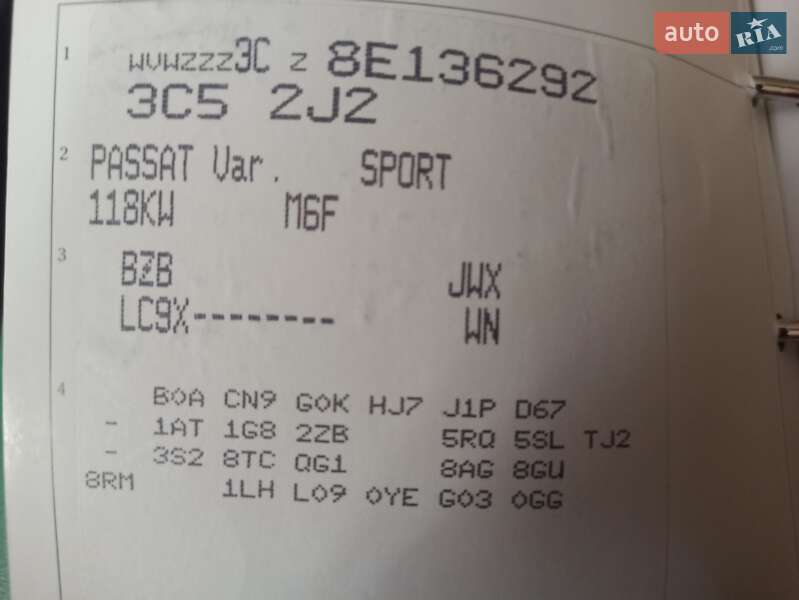 auto RIA .com
1 WVWZZZ3C Z 8E136292
3C5 2J2
2 PASSAT Var. SPORT
118KW M6F
3 BZB JWX
LC9X-------- WN
4 B0A CN9 G0K HJ7 J1P D67
- 1AT 1G8 2ZB 5RQ 5SL TJ2
- 3S2 8TC QG1 8AG 8GU
8RM 1LH L09 0YE G03 0GG